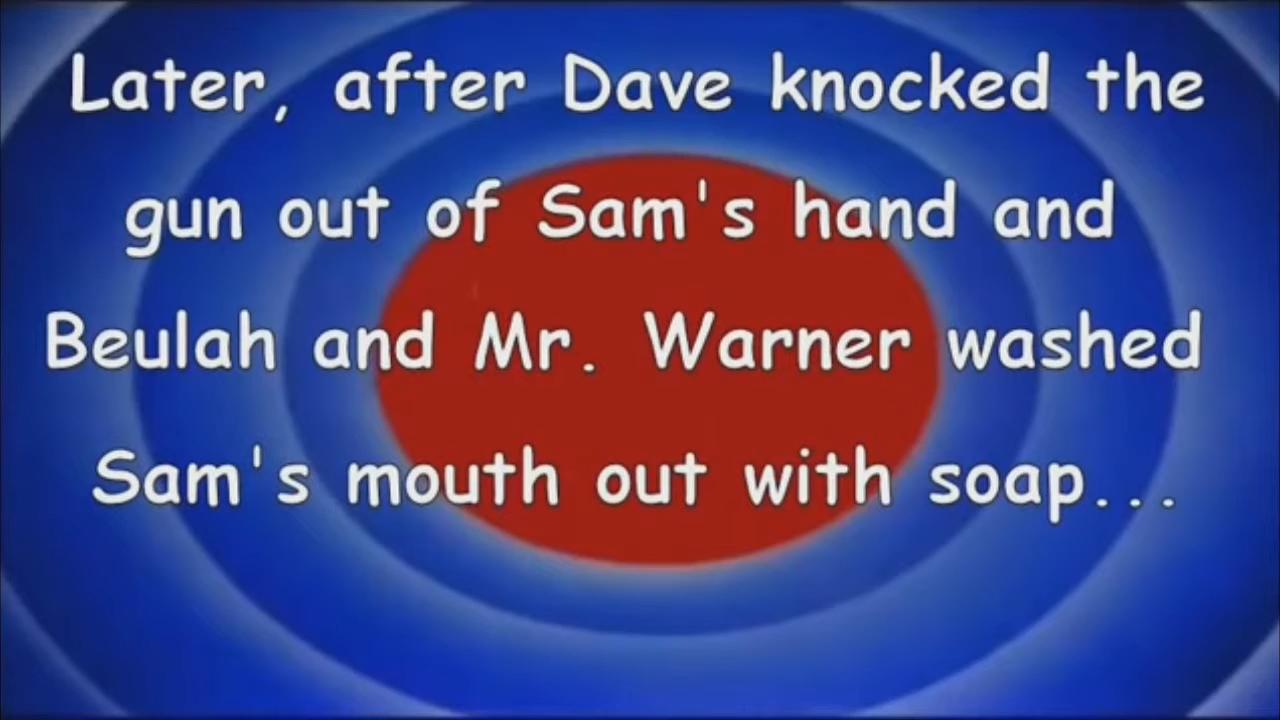 Later, after Dave knocked the
gun out of Sam's hand and
Beulah and Mr. Warner washed
Sam's mouth out with soap...